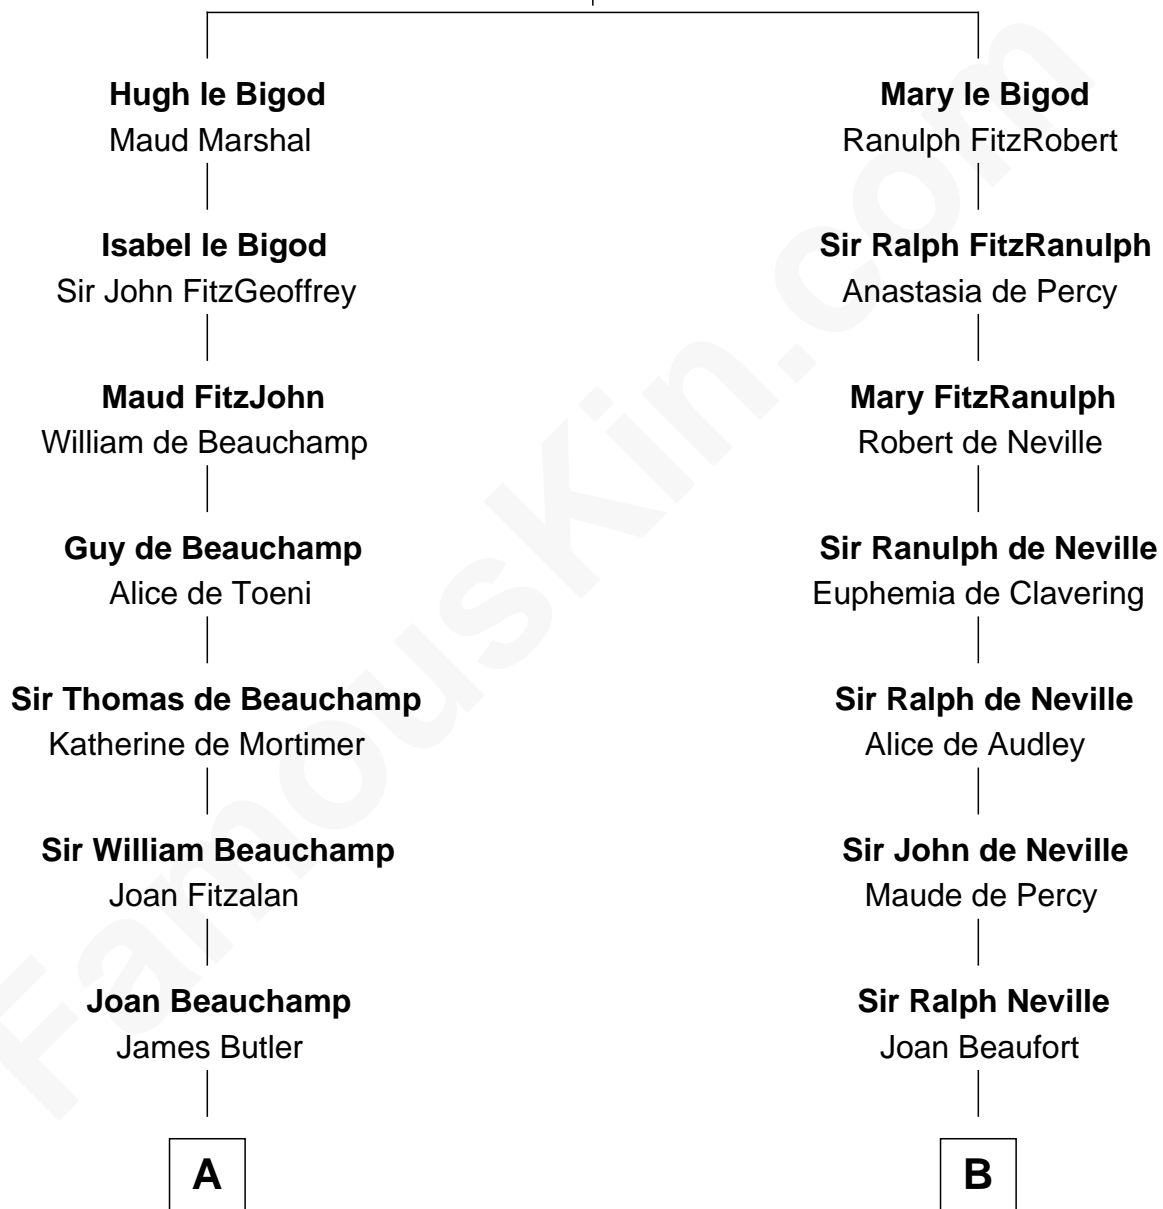 Hugh le Bigod
Maud Marshal
Mary le Bigod
Ranulph FitzRobert
Isabel le Bigod
Sir John FitzGeoffrey
Sir Ralph FitzRanulph
Anastasia de Percy
Maud FitzJohn
William de Beauchamp
Mary FitzRanulph
Robert de Neville
Guy de Beauchamp
Alice de Toeni
Sir Ranulph de Neville
Euphemia de Clavering
Sir Thomas de Beauchamp
Katherine de Mortimer
Sir Ralph de Neville
Alice de Audley
Sir William Beauchamp
Joan Fitzalan
Sir John de Neville
Maude de Percy
Joan Beauchamp
James Butler
Sir Ralph Neville
Joan Beaufort
A
B
FamousKin.com